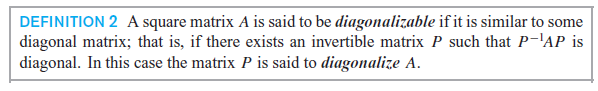 DEFINITION 2 A square matrix A is said to be diagonalizable if it is similar to some
diagonal matrix; that is, if there exists an invertible matrix P such that P⁻¹AP is
diagonal. In this case the matrix P is said to diagonalize A.